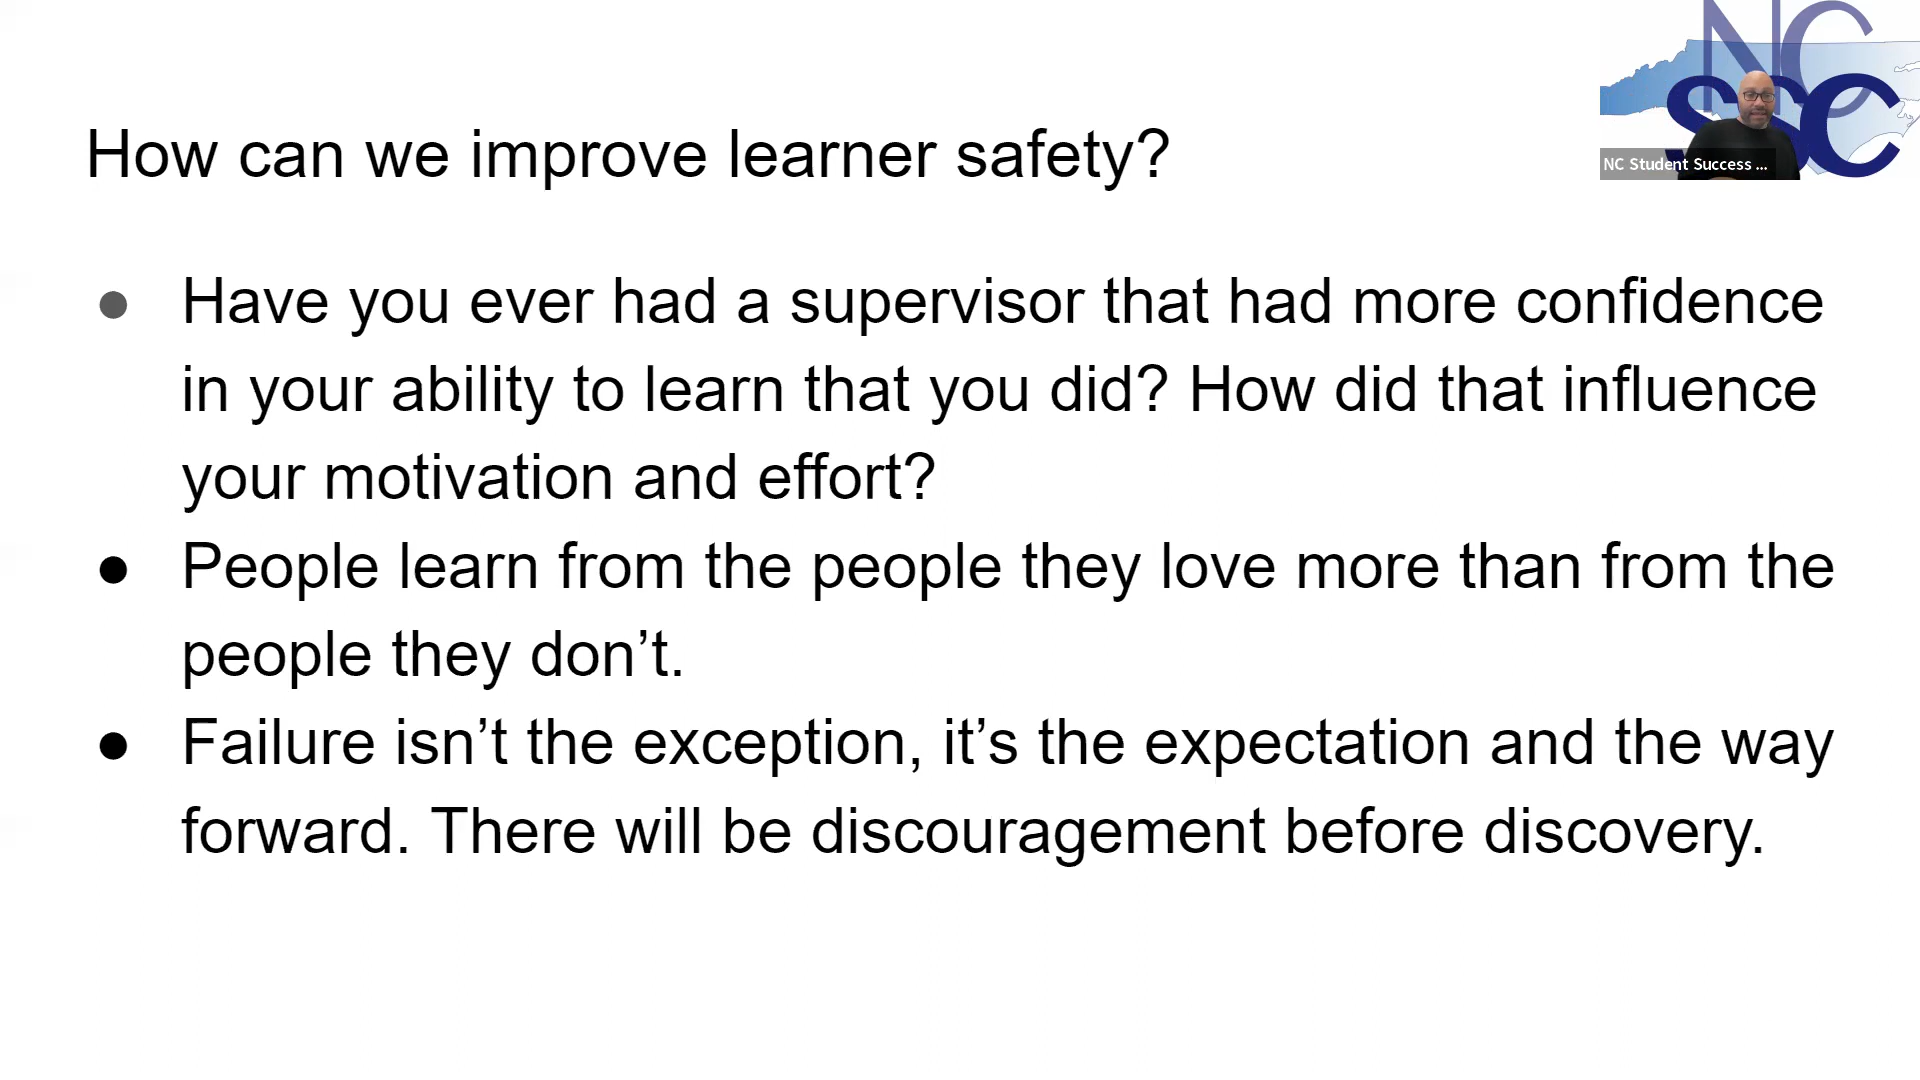 NC
SSC
NC Student Success ...
How can we improve learner safety?
● Have you ever had a supervisor that had more confidence
in your ability to learn that you did? How did that influence
your motivation and effort?
● People learn from the people they love more than from the
people they don’t.
● Failure isn’t the exception, it’s the expectation and the way
forward. There will be discouragement before discovery.